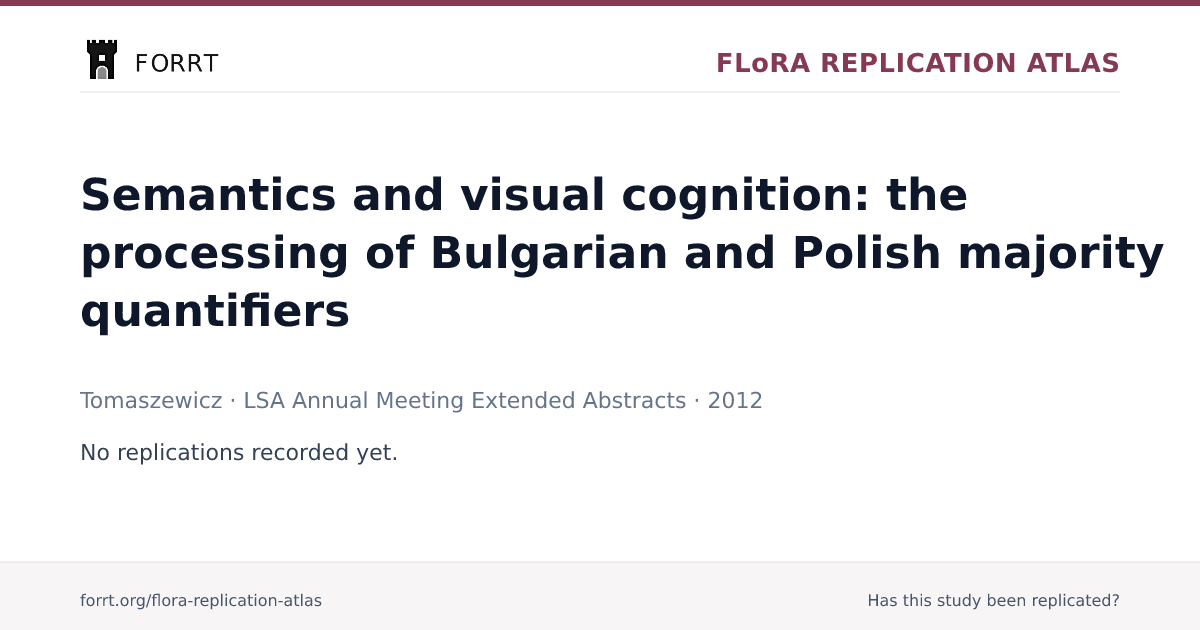 FORRT
FLoRA REPLICATION ATLAS
Semantics and visual cognition: the
processing of Bulgarian and Polish majority
quantifiers
Tomaszewicz · LSA Annual Meeting Extended Abstracts · 2012
No replications recorded yet.
forrt.org/flora-replication-atlas
Has this study been replicated?